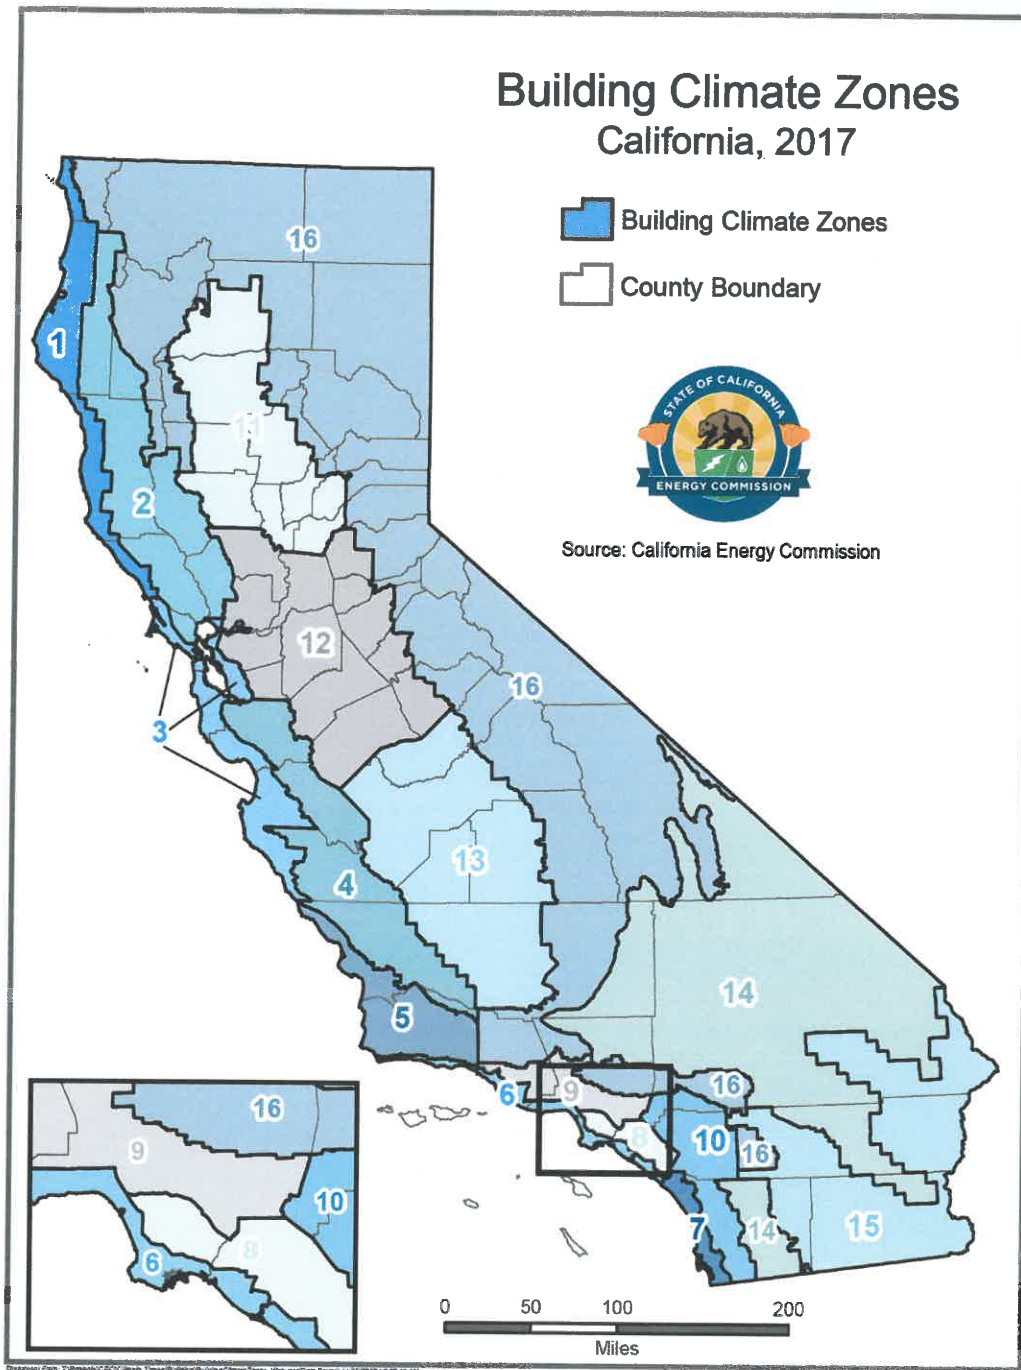 Building Climate Zones
California, 2017
Building Climate Zones
County Boundary
STATE OF CALIFORNIA
ENERGY COMMISSION
Source: California Energy Commission
16
1
11
2
12
16
3
13
4
14
5
6
9
16
8
10
16
7
14
15
16
9
10
8
6
0 50 100 200
Miles